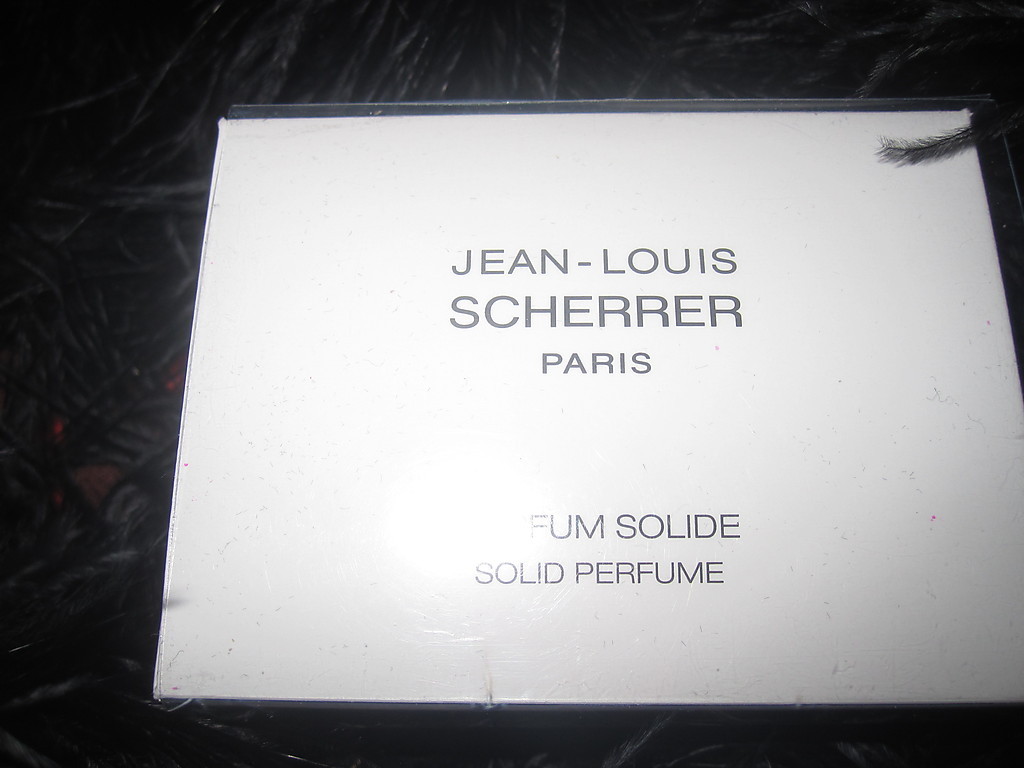 JEAN-LOUIS
SCHERRER
PARIS
FUM SOLIDE
SOLID PERFUME